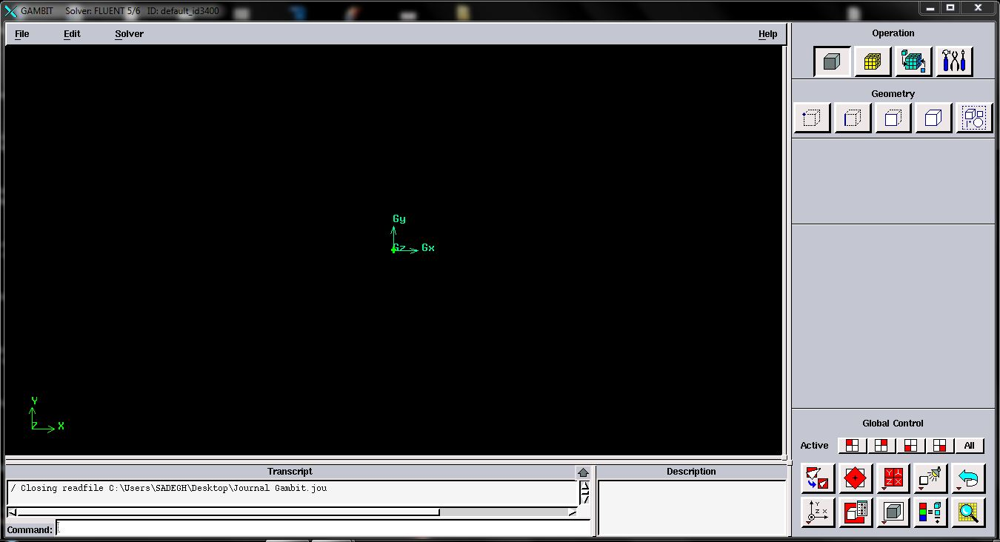 GAMBIT Solver: FLUENT 5/6 ID: default_id3400
File Edit Solver Help
Operation
Geometry
Gy
Gz Gx
Y
Z X
Global Control
Active All
Transcript
Description
/ Closing readfile C:\Users\SADEGH\Desktop\Journal Gambit.jou
Command: